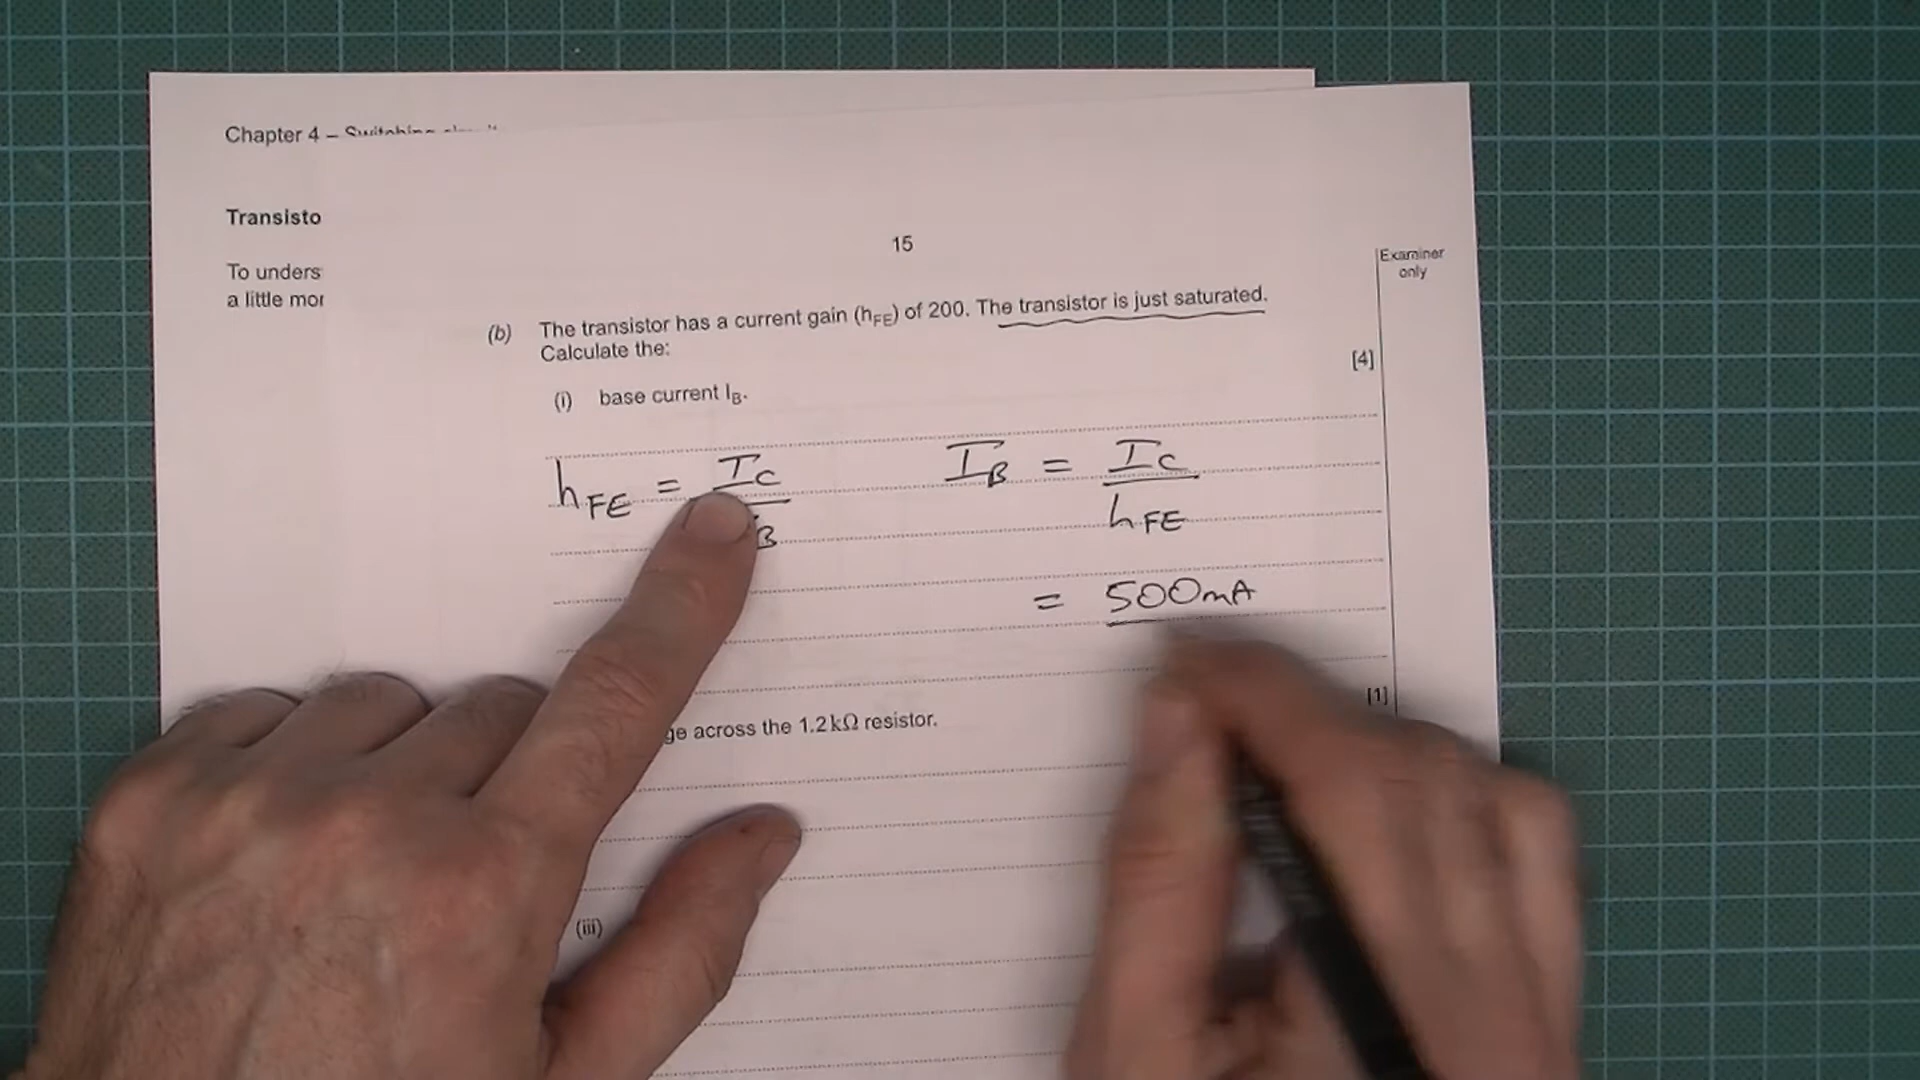 Chapter 4 –
Transisto
To unders
a little mor
15
Examiner
only
(b) The transistor has a current gain (hFE) of 200. The transistor is just saturated.
Calculate the:
[4]
(i) base current IB.
hFE = IC
B
IB = IC
hFE
= 500mA
[1]
ge across the 1.2 kΩ resistor.
(iii)